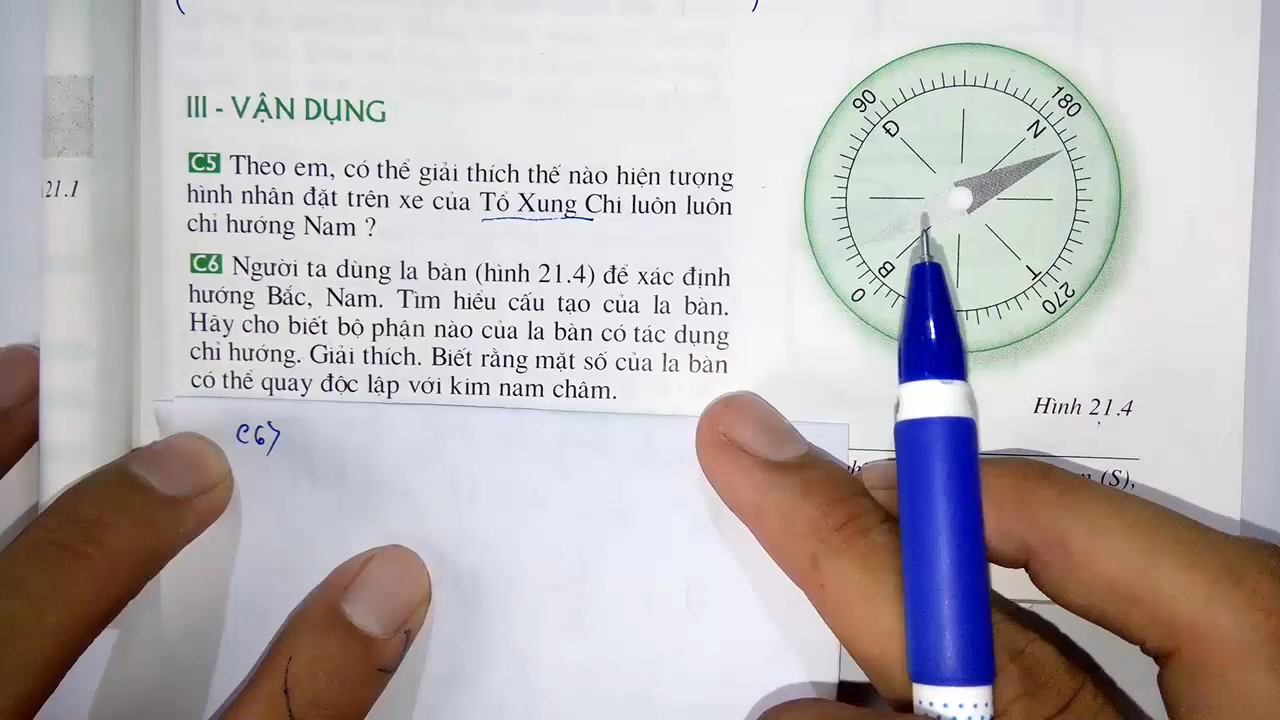 III - VẬN DỤNG
C5 Theo em, có thể giải thích thế nào hiện tượng
hình nhân đặt trên xe của Tổ Xung Chi luôn luôn
chỉ hướng Nam ?
C6 Người ta dùng la bàn (hình 21.4) để xác định
hướng Bắc, Nam. Tìm hiểu cấu tạo của la bàn.
Hãy cho biết bộ phận nào của la bàn có tác dụng
chỉ hướng. Giải thích. Biết rằng mặt số của la bàn
có thể quay độc lập với kim nam châm.
C6)
21.1
90
180
Đ
N
B
T
0
270
Hình 21.4
(S),